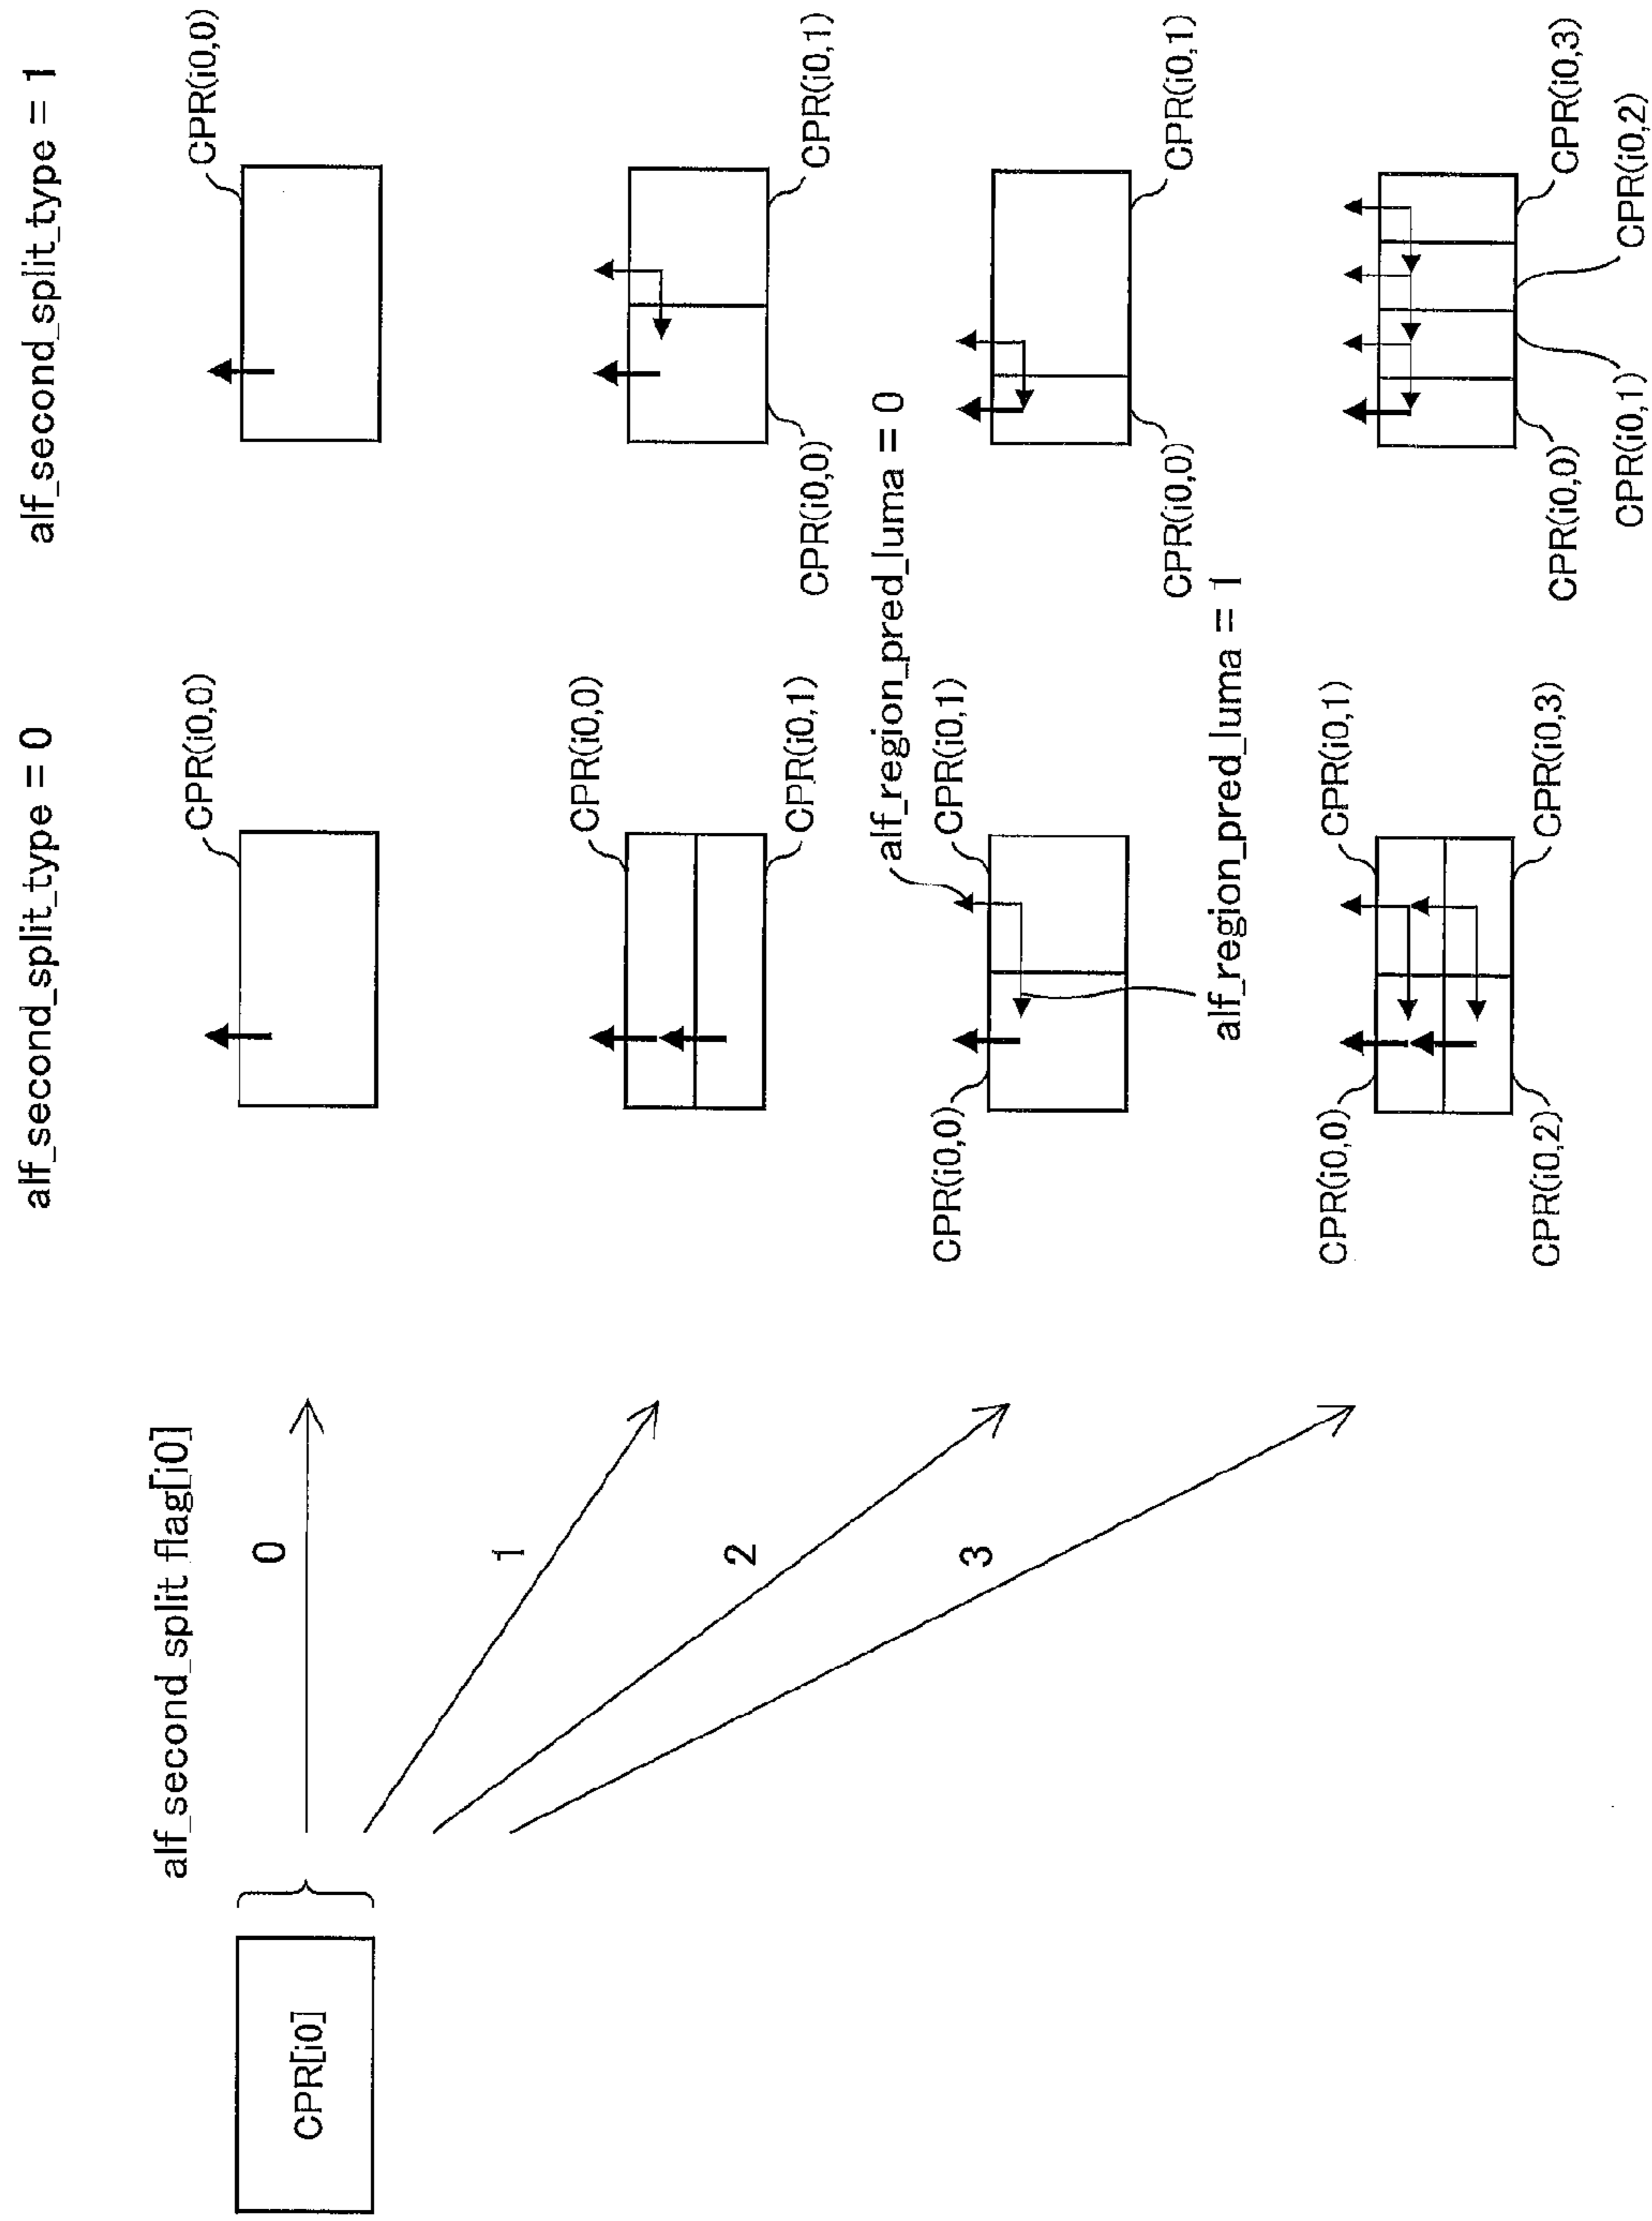 alf_second_split_type = 0
alf_second_split_type = 1
alf_second_split_flag[i0]
CPR[i0]
0
CPR(i0,0)
CPR(i0,0)
1
CPR(i0,0)
CPR(i0,1)
CPR(i0,0)
CPR(i0,1)
2
alf_region_pred_luma = 0
CPR(i0,0)
CPR(i0,1)
alf_region_pred_luma = 1
CPR(i0,0)
CPR(i0,1)
3
CPR(i0,0)
CPR(i0,1)
CPR(i0,2)
CPR(i0,3)
CPR(i0,0)
CPR(i0,3)
CPR(i0,1)
CPR(i0,2)